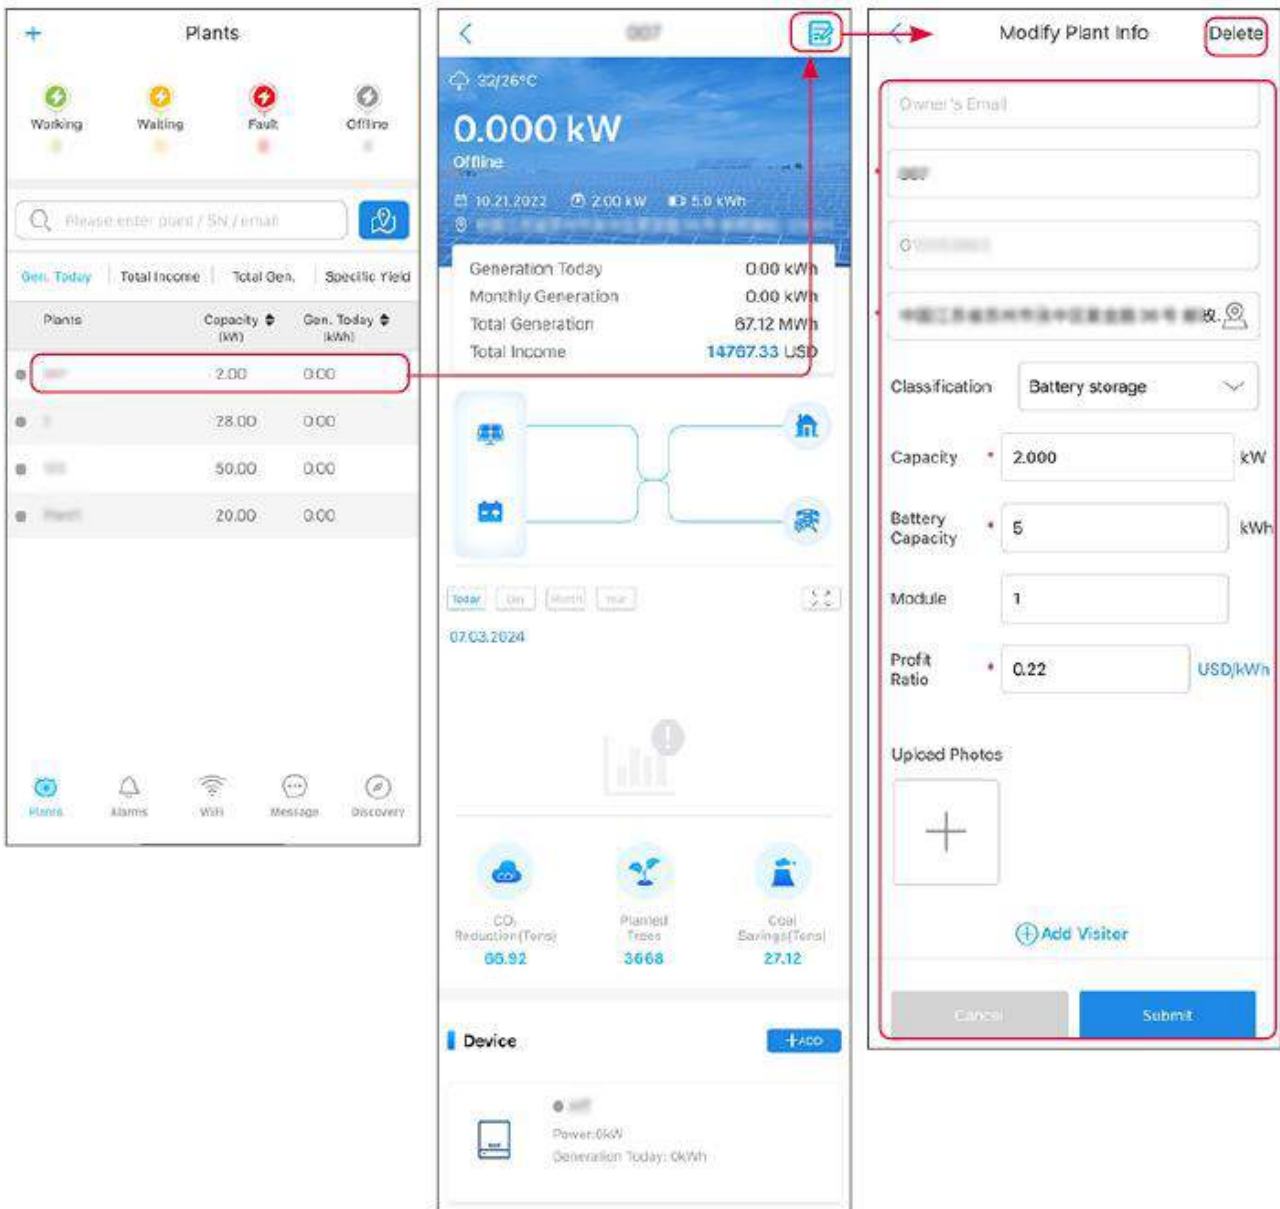 Plants
Working
Waiting
Fault
Offline
Please enter plant / SN / email
Gen. Today
Total Income
Total Gen.
Specific Yield
Plants
Capacity
(kW)
Gen. Today
(kWh)
2.00 0.00
28.00 0.00
50.00 0.00
20.00 0.00
Plants
Alarms
WiFi
Message
Discovery
007
32/26°C
0.000 kW
Offline
10.21.2022 2.00 kW 5.0 kWh
Generation Today 0.00 kWh
Monthly Generation 0.00 kWh
Total Generation 67.12 MWh
Total Income 14767.33 USD
Today Day Month Year
07.03.2024
CO₂
Reduction(Tons)
66.92
Planted
Trees
3668
Coal
Savings(Tons)
27.12
Device
+ADD
Power:0kW
Generation Today: 0kWh
Modify Plant Info
Delete
Owner's Email
007
Classification Battery storage
Capacity * 2.000 kW
Battery
Capacity * 5 kWh
Module 1
Profit
Ratio * 0.22 USD/kWh
Upload Photos
Add Visitor
Cancel
Submit